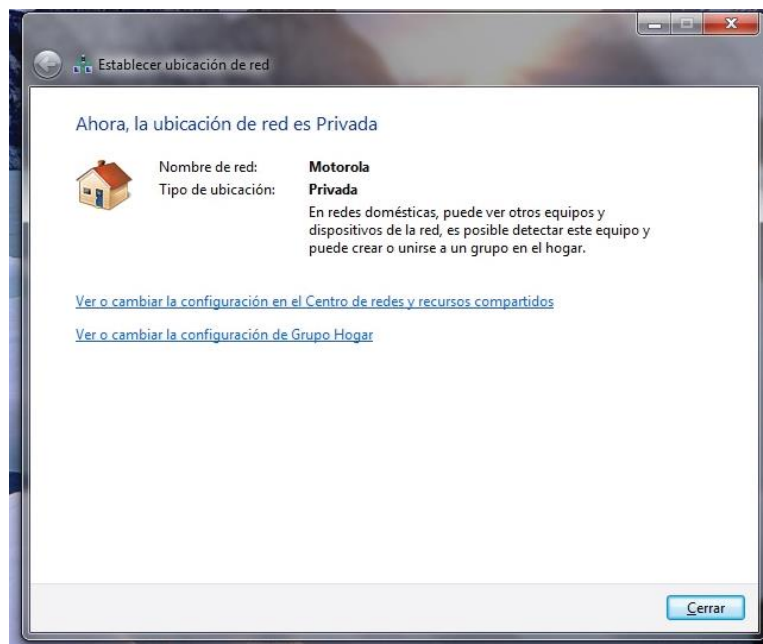 Establecer ubicación de red
Ahora, la ubicación de red es Privada
Nombre de red: Motorola
Tipo de ubicación: Privada
En redes domésticas, puede ver otros equipos y
dispositivos de la red, es posible detectar este equipo y
puede crear o unirse a un grupo en el hogar.
Ver o cambiar la configuración en el Centro de redes y recursos compartidos
Ver o cambiar la configuración de Grupo Hogar
Cerrar